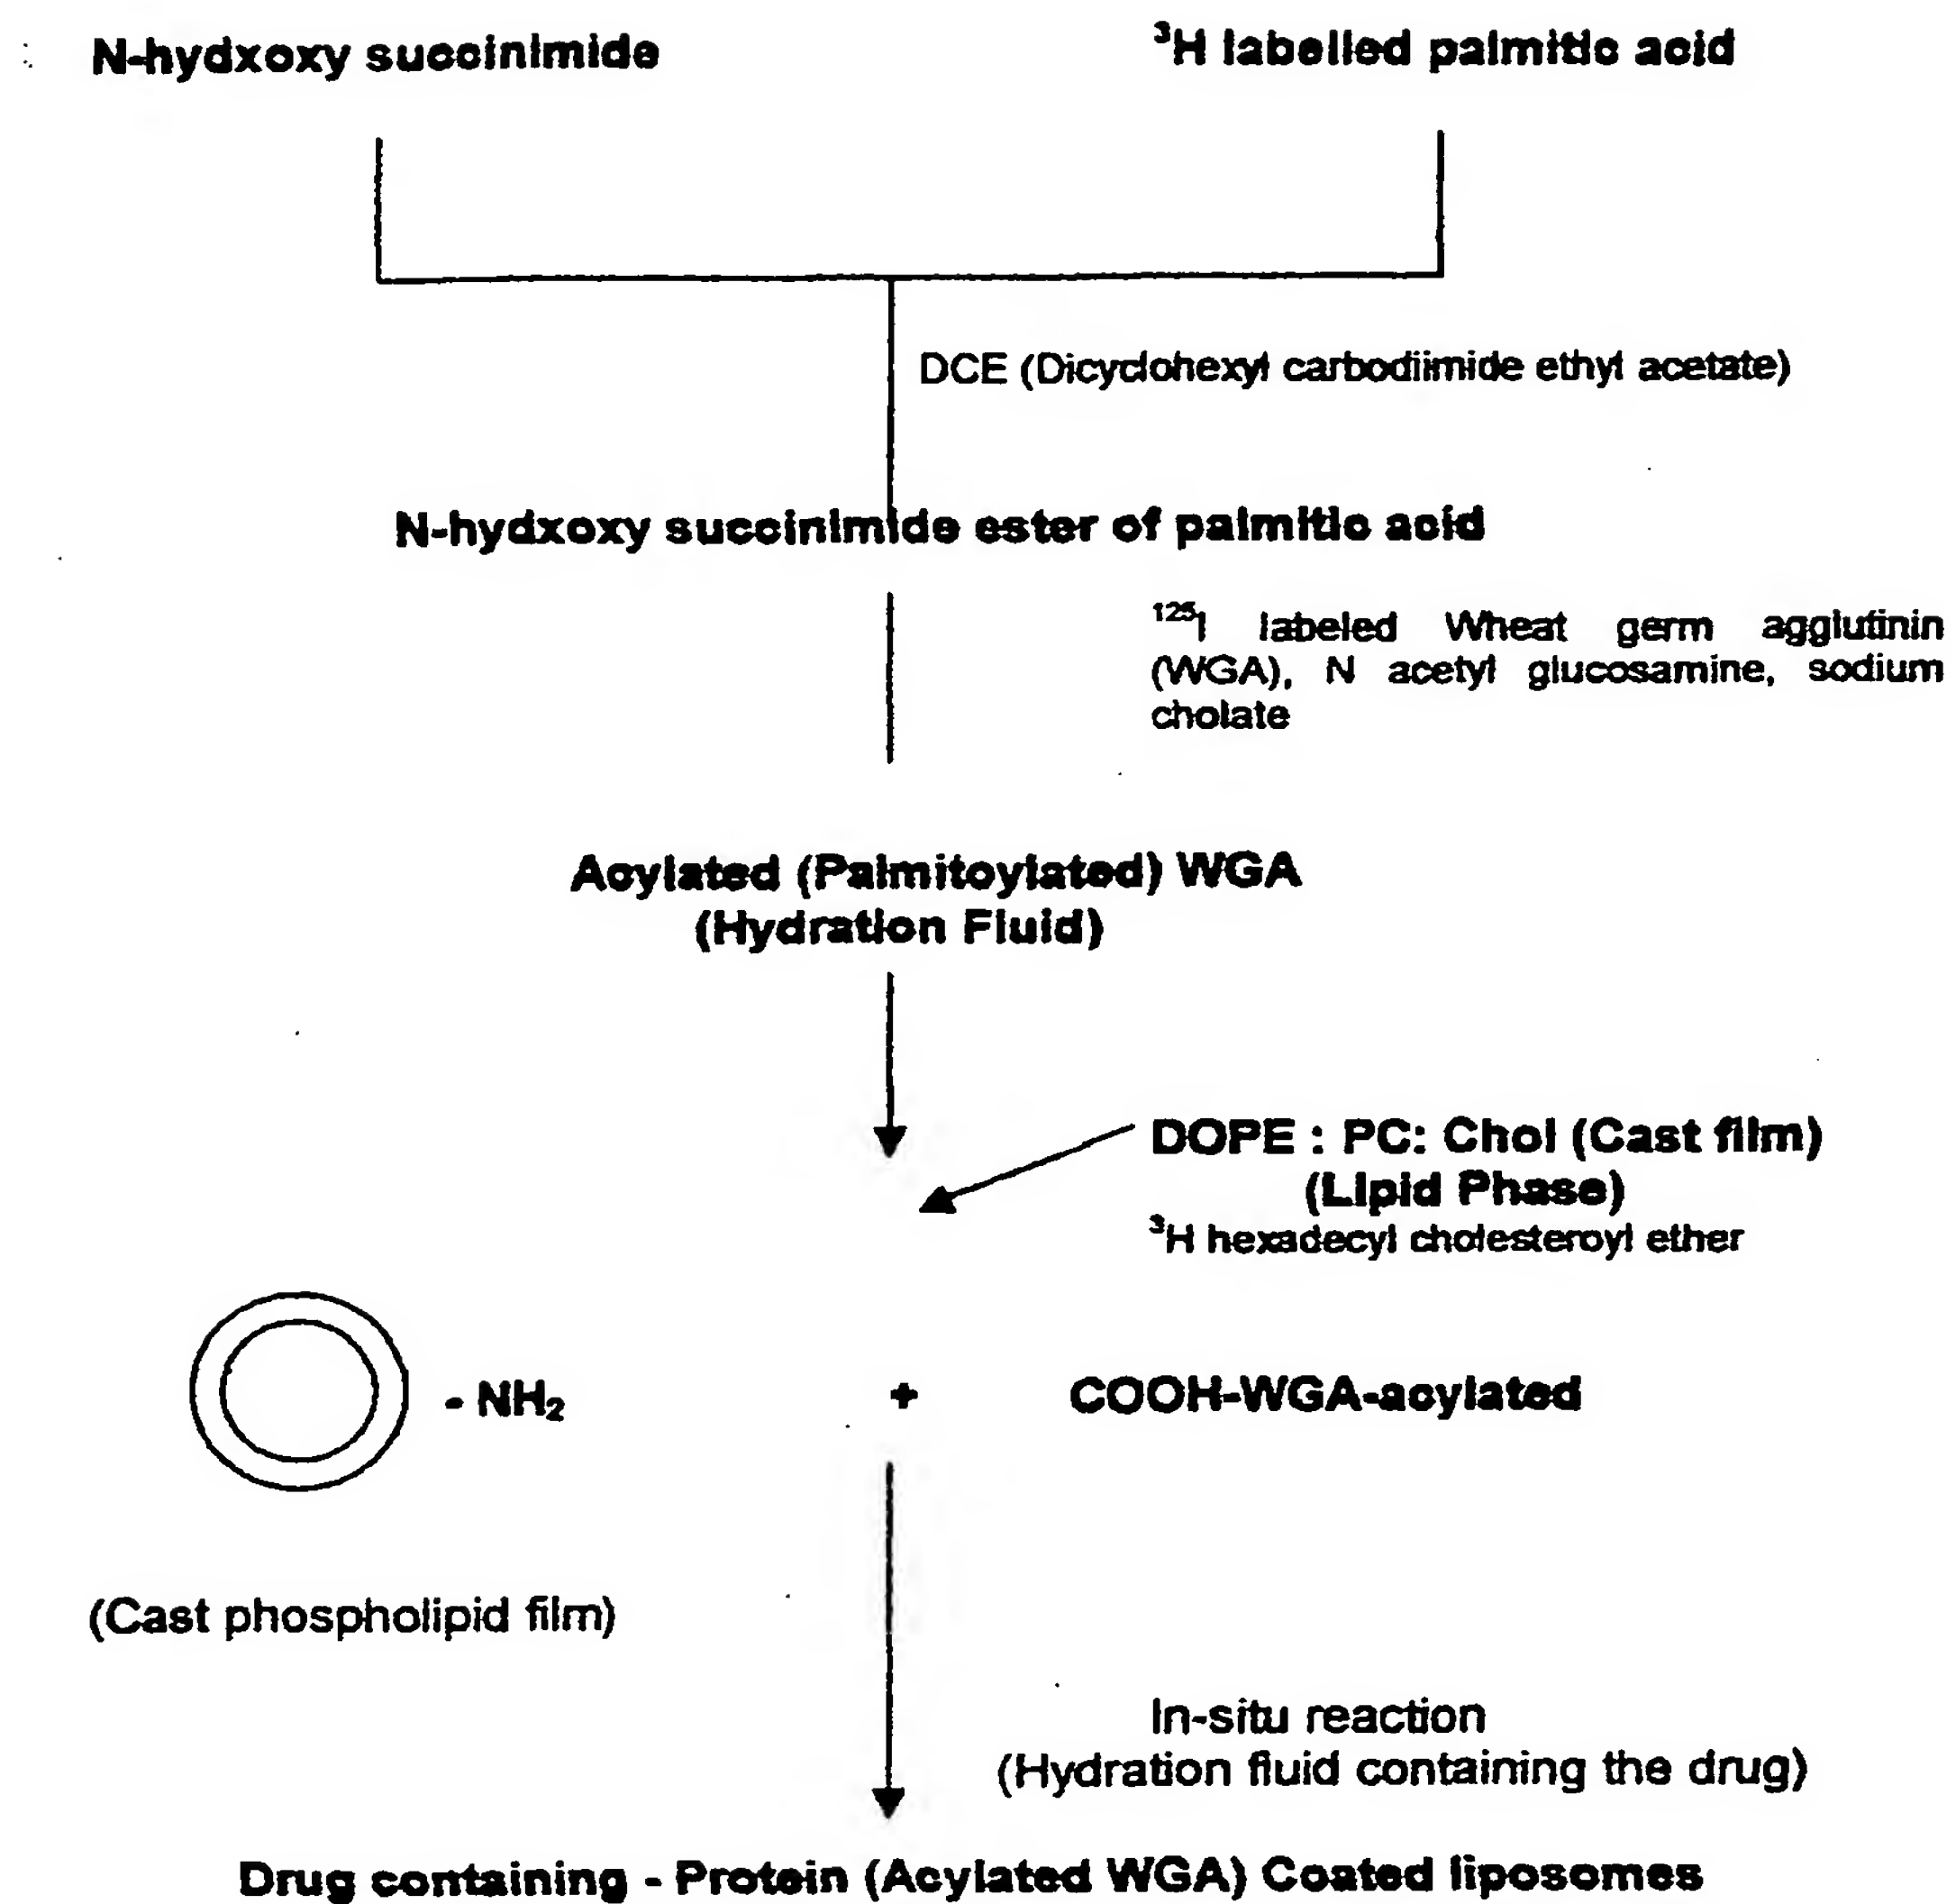 N-hydxoxy succinimide
³H labelled palmitic acid
DCE (Dicyclohexyl carbodiimide ethyl acetate)
N-hydxoxy succinimide ester of palmitic acid
¹²⁵I labeled Wheat germ agglutinin
(WGA), N acetyl glucosamine, sodium
cholate
Acylated (Palmitoylated) WGA
(Hydration Fluid)
DOPE : PC: Chol (Cast film)
(Lipid Phase)
³H hexadecyl cholesteroyl ether
- NH₂
+
COOH-WGA-acylated
(Cast phospholipid film)
In-situ reaction
(Hydration fluid containing the drug)
Drug containing - Protein (Acylated WGA) Coated liposomes